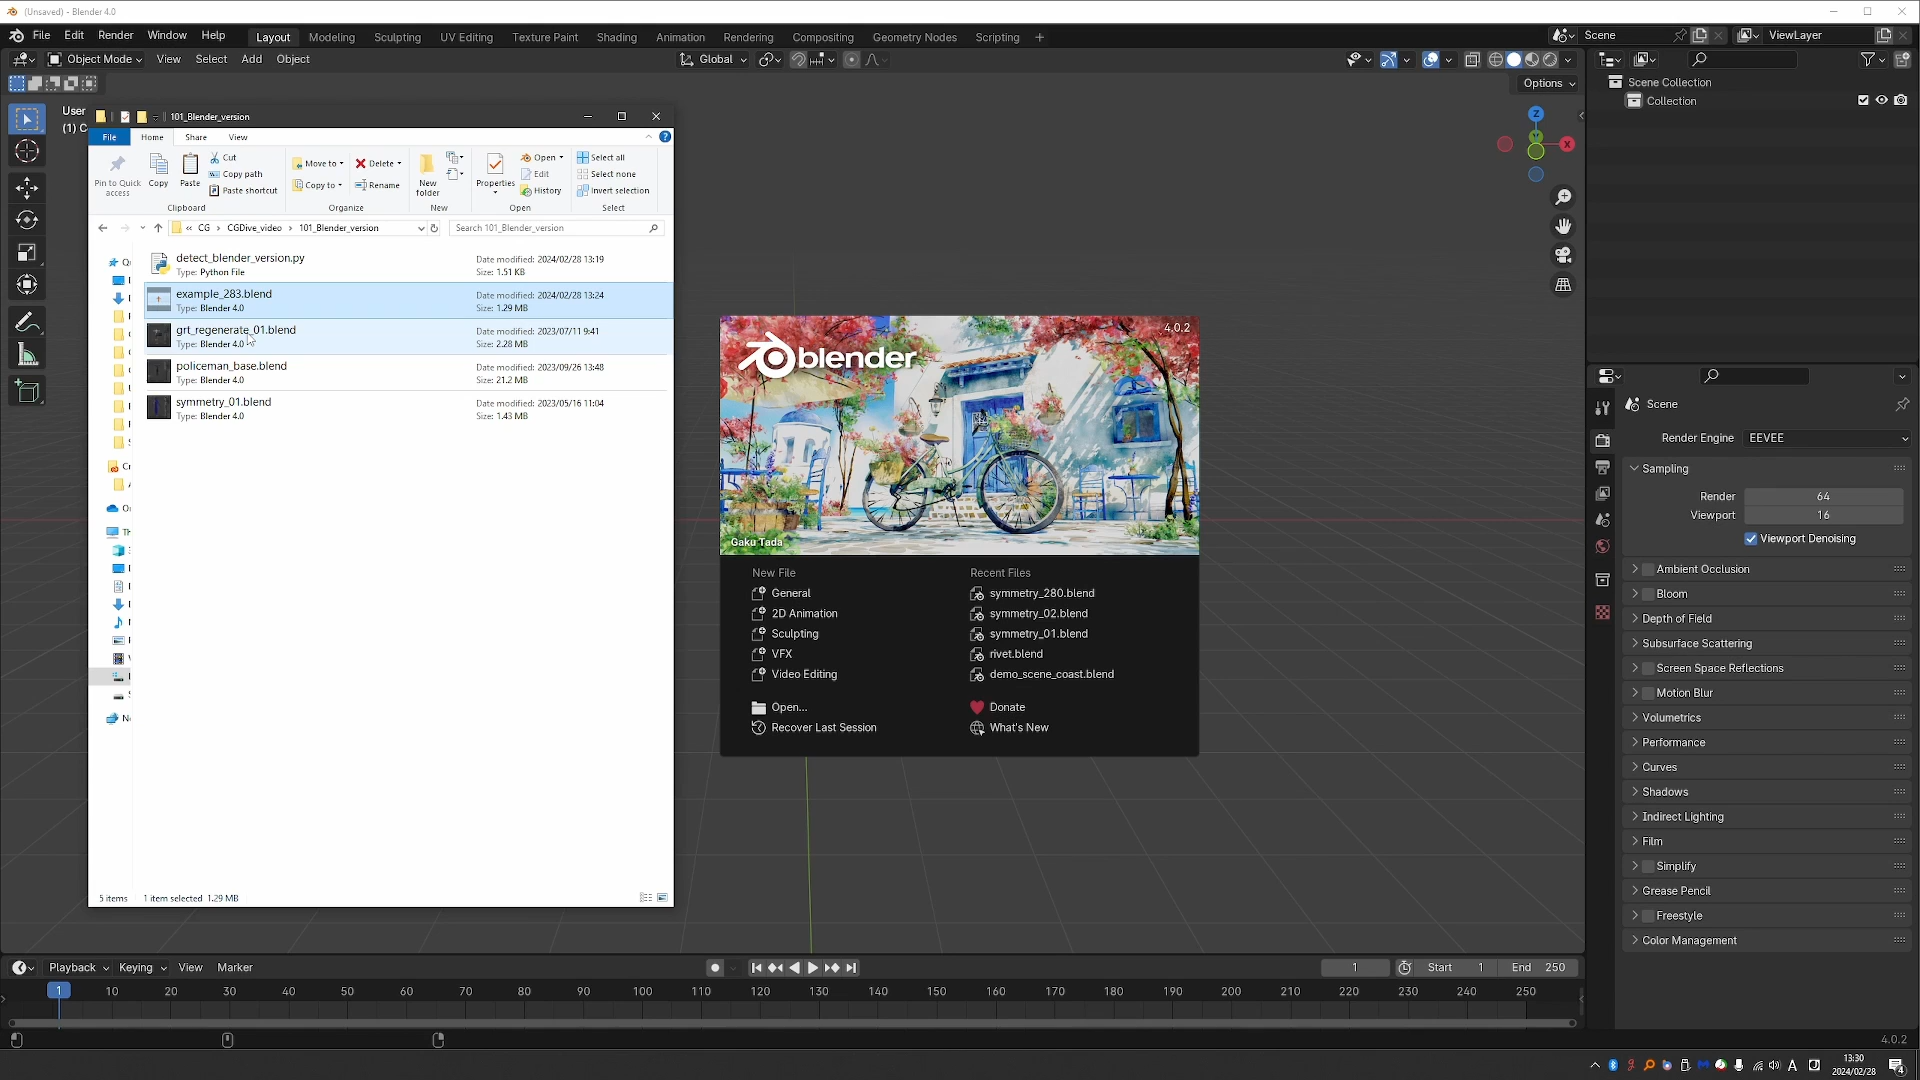 (Unsaved) - Blender 4.0
File Edit Render Window Help Layout Modeling Sculpting UV Editing Texture Paint Shading Animation Rendering Compositing Geometry Nodes Scripting + Scene ViewLayer
Object Mode View Select Add Object Global
Options
Scene Collection
Collection
User
(1) C
Z
Y
X
101_Blender_version
File Home Share View
Pin to Quick access
Copy
Paste
Cut
Copy path
Paste shortcut
Clipboard
Move to
Copy to
Delete
Rename
Organize
New folder
New
Properties
Open
Edit
History
Open
Select all
Select none
Invert selection
Select
« CG › CGDive_video › 101_Blender_version
Search 101_Blender_version
detect_blender_version.py
Type: Python File
Date modified: 2024/02/28 13:19
Size: 1.51 KB
example_283.blend
Type: Blender 4.0
Date modified: 2024/02/28 13:24
Size: 1.29 MB
grt_regenerate_01.blend
Type: Blender 4.0
Date modified: 2023/07/11 9:41
Size: 2.28 MB
policeman_base.blend
Type: Blender 4.0
Date modified: 2023/09/26 13:48
Size: 21.2 MB
symmetry_01.blend
Type: Blender 4.0
Date modified: 2023/05/16 11:04
Size: 1.43 MB
5 items 1 item selected 1.29 MB
4.0.2
blender
Gaku Tada
New File
General
2D Animation
Sculpting
VFX
Video Editing
Open...
Recover Last Session
Recent Files
symmetry_280.blend
symmetry_02.blend
symmetry_01.blend
rivet.blend
demo_scene_coast.blend
Donate
What's New
Scene
Render Engine EEVEE
Sampling
Render 64
Viewport 16
Viewport Denoising
Ambient Occlusion
Bloom
Depth of Field
Subsurface Scattering
Screen Space Reflections
Motion Blur
Volumetrics
Performance
Curves
Shadows
Indirect Lighting
Film
Simplify
Grease Pencil
Freestyle
Color Management
Playback Keying View Marker 1 Start 1 End 250
1 10 20 30 40 50 60 70 80 90 100 110 120 130 140 150 160 170 180 190 200 210 220 230 240 250
4.0.2
A
13:30
2024/02/28
4